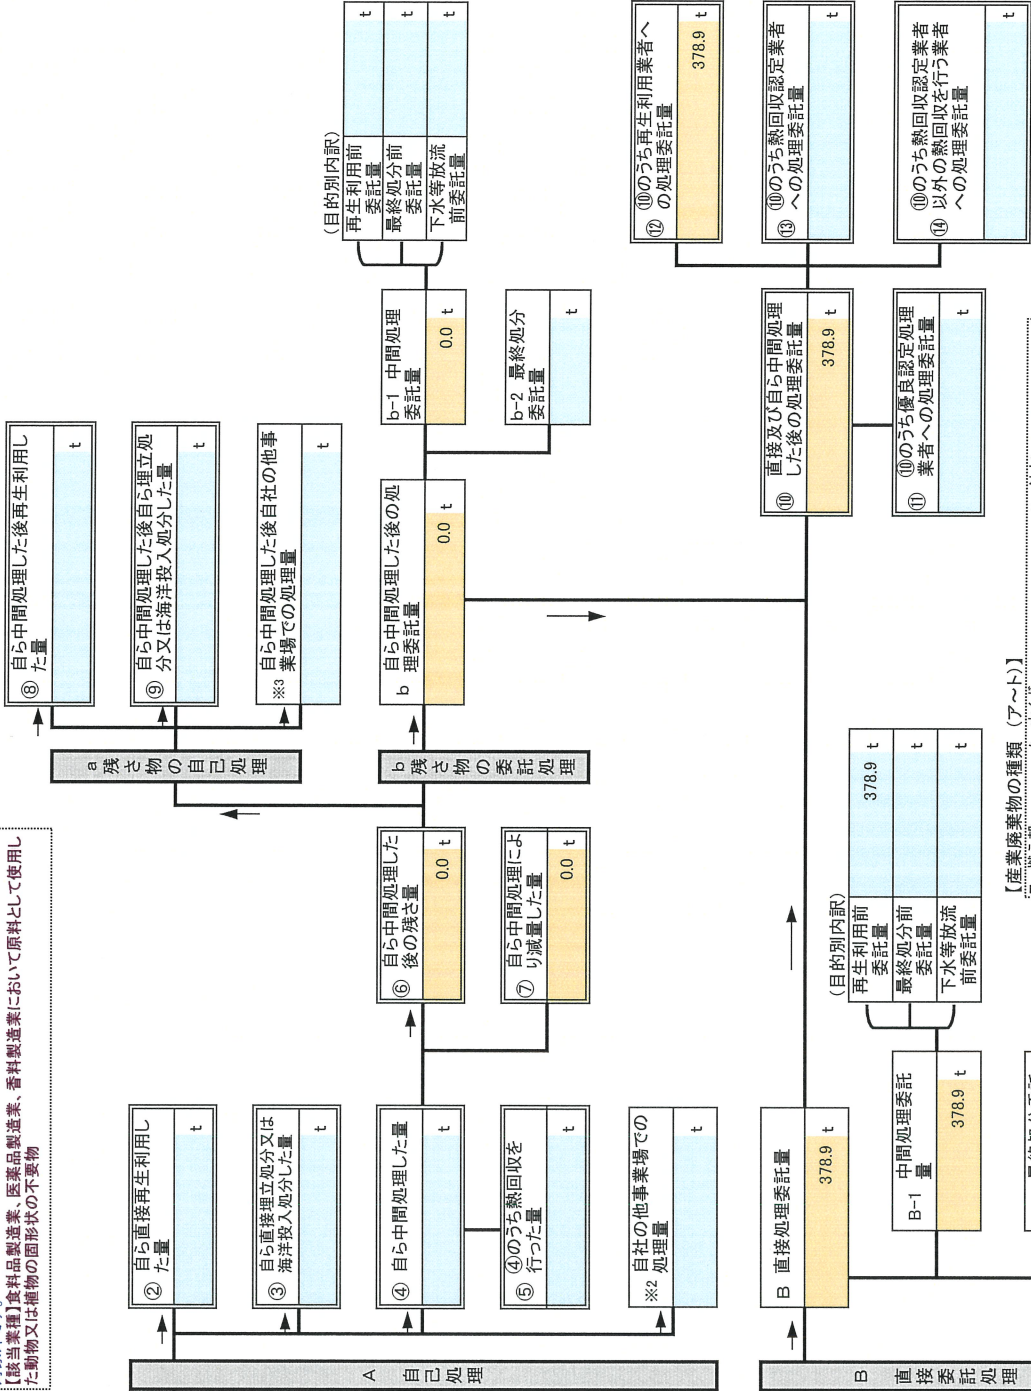 【該当業種】食料品製造業、医薬品製造業、香料製造業において原料として使用し
た動物又は植物の固形状の不要物
A 自己処理
② 自ら直接再生利用し
た量
t
③ 自ら直接埋立処分又は
海洋投入処分した量
t
④ 自ら中間処理した量
t
⑤ ④のうち熱回収を
行った量
t
※2 自社の他事業場での
処理量
t
⑥ 自ら中間処理した
後の残さ量
0.0 t
⑦ 自ら中間処理によ
り減量した量
0.0 t
a 残さ物の自己処理
⑧ 自ら中間処理した後再生利用し
た量
t
⑨ 自ら中間処理した後自ら埋立処
分又は海洋投入処分した量
t
※3 自ら中間処理した後自社の他事
業場での処理量
t
b 残さ物の委託処理
b 自ら中間処理した後の処
理委託量
0.0 t
b-1 中間処理
委託量
0.0 t
b-2 最終処分
委託量
t
(目的別内訳)
再生利用前
委託量
t
最終処分前
委託量
t
下水等放流
前委託量
t
B 直接委託処理
B 直接処理委託量
378.9 t
B-1 中間処理委託
量
378.9 t
(目的別内訳)
再生利用前
委託量
378.9 t
最終処分前
委託量
t
下水等放流
前委託量
t
⑩ 直接及び自ら中間処理
した後の処理委託量
378.9 t
⑪ ⑩のうち優良認定処理
業者への処理委託量
t
⑫ ⑩のうち再生利用業者へ
の処理委託量
378.9 t
⑬ ⑩のうち熱回収認定業者
への処理委託量
t
⑭ ⑩のうち熱回収認定業者
以外の熱回収を行う業者
への処理委託量
t
【産業廃棄物の種類 (ア～ト)】